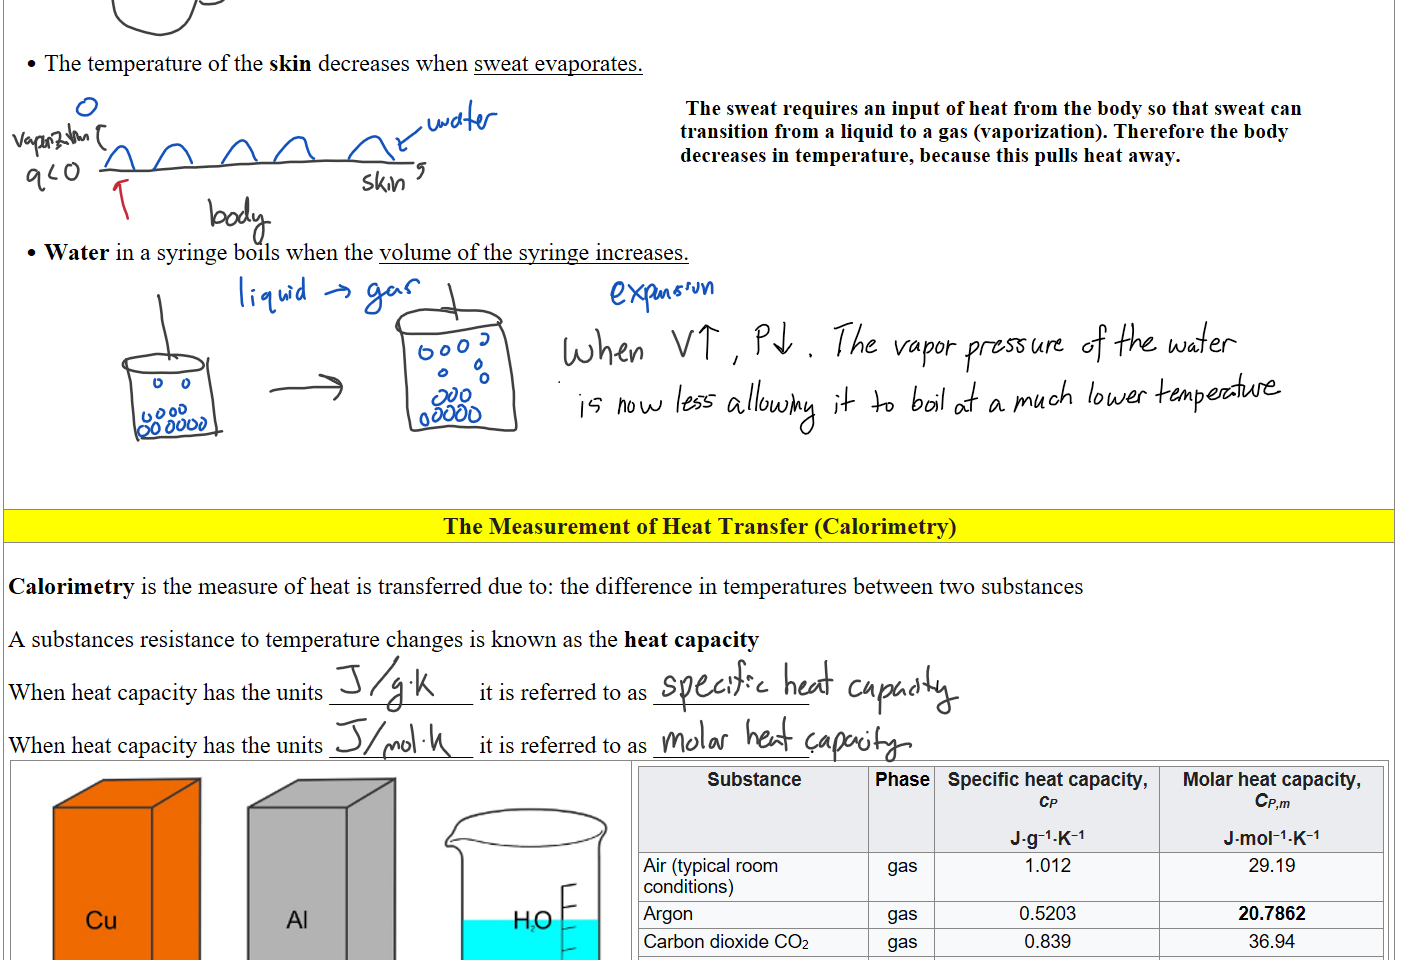 • The temperature of the skin decreases when sweat evaporates.
water
vaporization
q<0
skin
body
The sweat requires an input of heat from the body so that sweat can
transition from a liquid to a gas (vaporization). Therefore the body
decreases in temperature, because this pulls heat away.
• Water in a syringe boils when the volume of the syringe increases.
liquid → gas
expansion
When V↑, P↓. The vapor pressure of the water
is now less allowing it to boil at a much lower temperature
The Measurement of Heat Transfer (Calorimetry)
Calorimetry is the measure of heat is transferred due to: the difference in temperatures between two substances
A substances resistance to temperature changes is known as the heat capacity
When heat capacity has the units J/g·K it is referred to as specific heat capacity
When heat capacity has the units J/mol·K it is referred to as molar heat capacity
Cu
Al
H₂O
Substance Phase Specific heat capacity, Molar heat capacity,
cP CP,m
J·g⁻¹·K⁻¹ J·mol⁻¹·K⁻¹
Air (typical room gas 1.012 29.19
conditions)
Argon gas 0.5203 20.7862
Carbon dioxide CO₂ gas 0.839 36.94